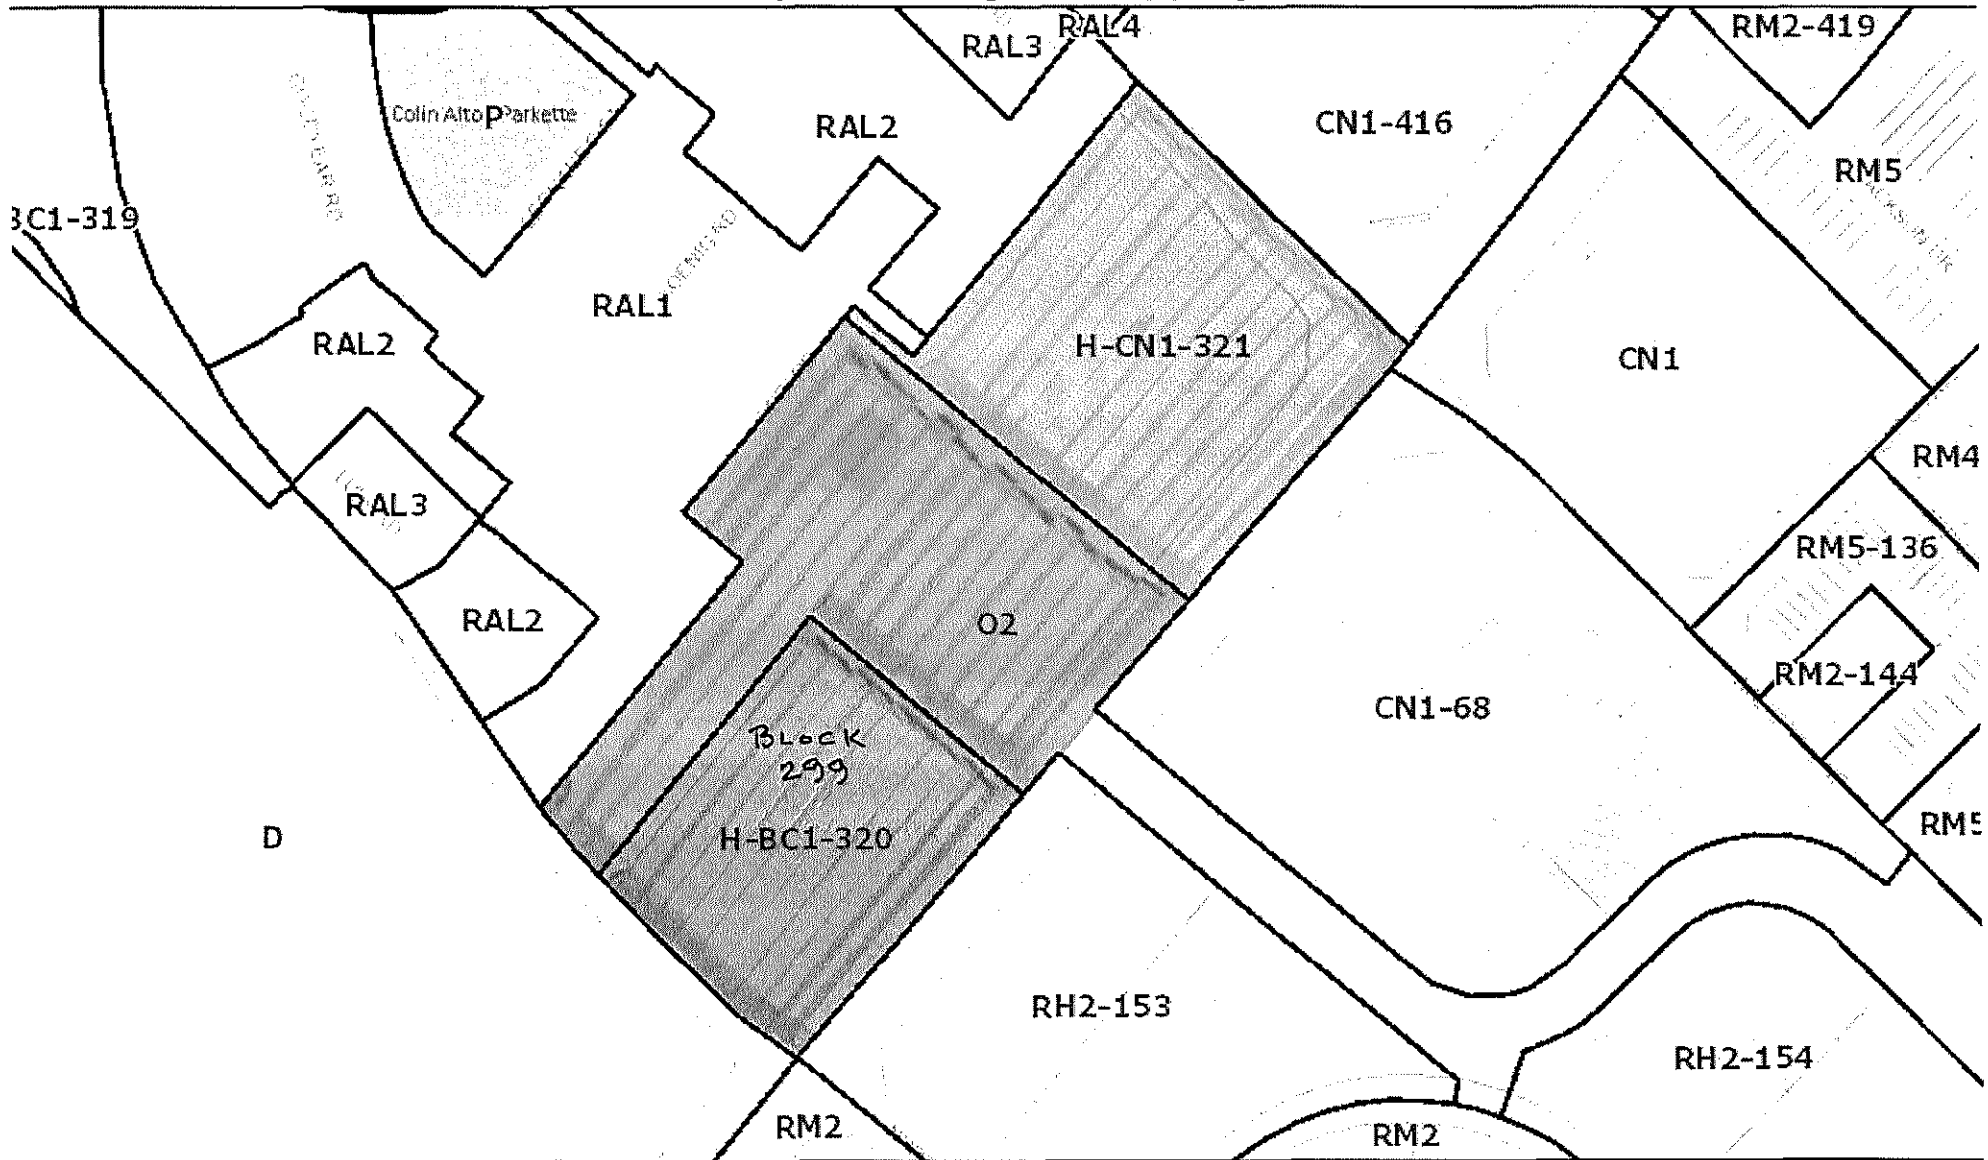 RAL4
RAL3
RM2-419
Colin Alto P Parkette
RAL2
CN1-416
RM5
BC1-319
RAL1
RAL2
H-CN1-321
CN1
RM4
RAL3
RM5-136
RAL2
O2
RM2-144
CN1-68
BLOCK
299
D
H-BC1-320
RM5
RH2-153
RH2-154
RM2
RM2